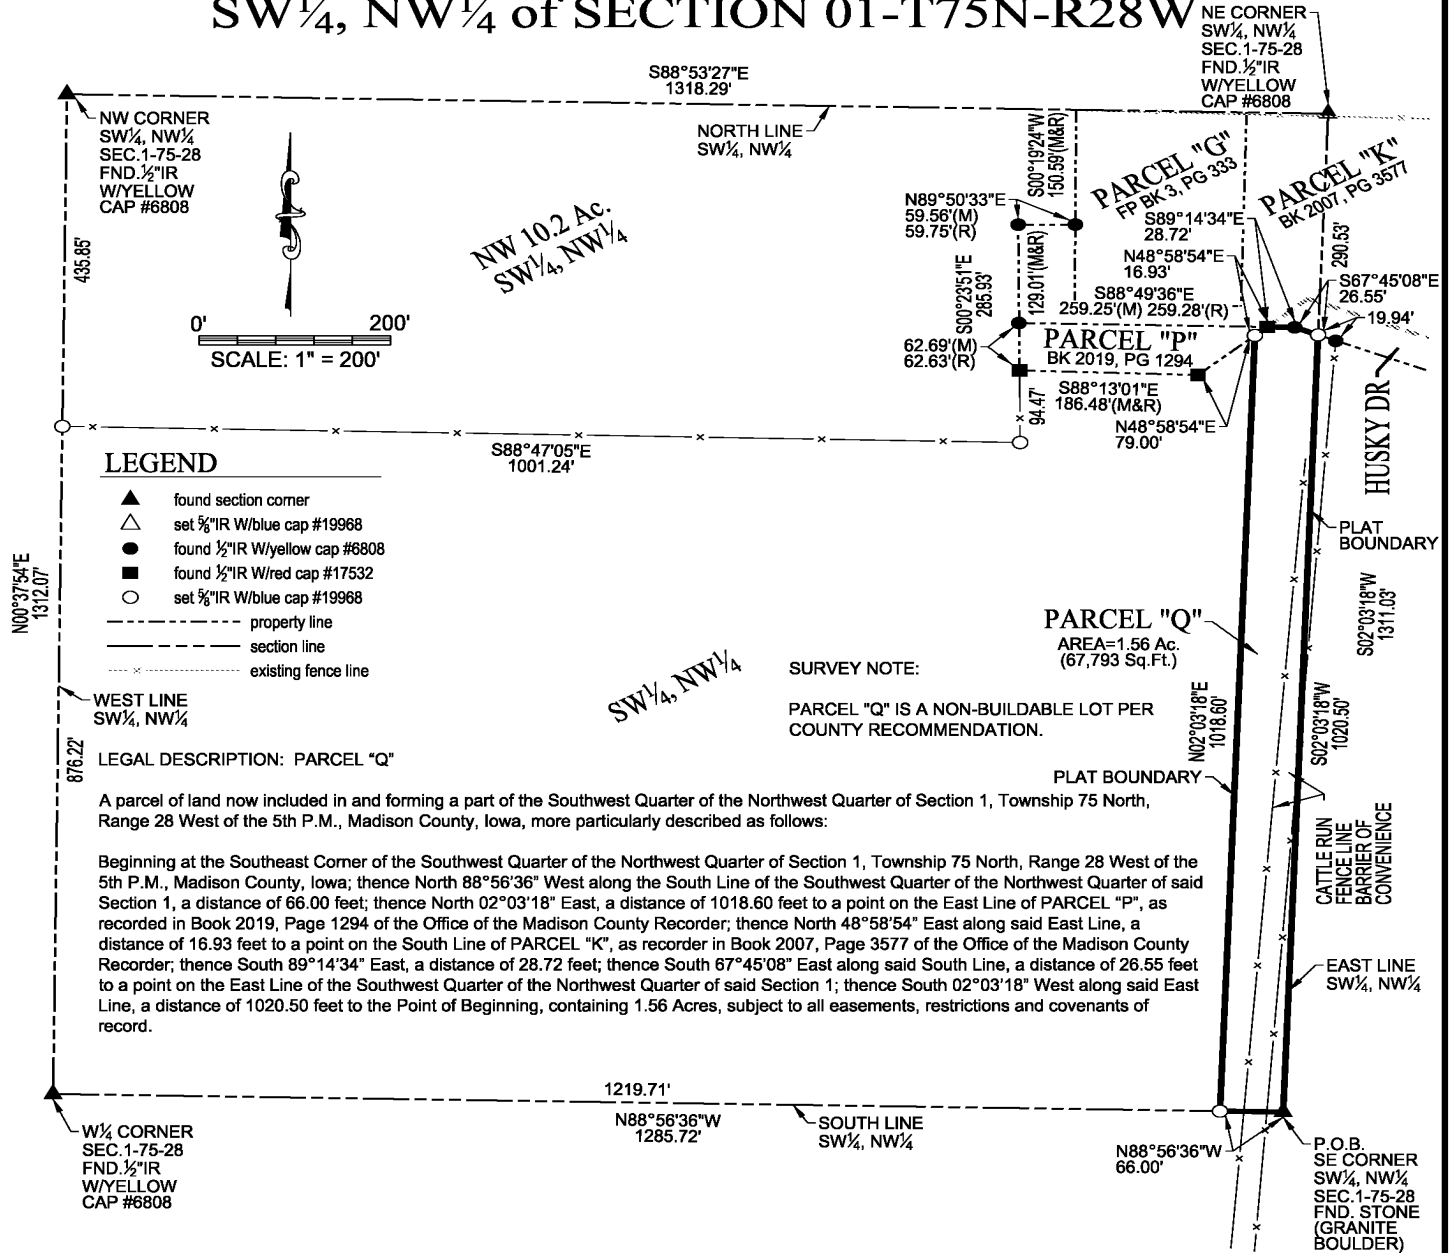 SW¼, NW¼ of SECTION 01-T75N-R28W
NE CORNER
SW¼, NW¼
SEC.1-75-28
FND.½"IR
W/YELLOW
CAP #6808
S88°53'27"E
1318.29'
NW CORNER
SW¼, NW¼
SEC.1-75-28
FND.½"IR
W/YELLOW
CAP #6808
NORTH LINE
SW¼, NW¼
S00°19'24"W
150.59'(M&R)
PARCEL "G"
FP BK 3, PG 333
PARCEL "K"
BK 2007, PG 3577
N89°50'33"E
59.56'(M)
59.75'(R)
S89°14'34"E
28.72'
N48°58'54"E
16.93'
290.53'
S67°45'08"E
26.55'
19.94'
435.85'
NW 10.2 Ac.
SW¼, NW¼
S00°23'51"E
285.93'
129.01'(M&R)
S88°49'36"E
259.25'(M) 259.28'(R)
0'
200'
SCALE: 1" = 200'
62.69'(M)
62.63'(R)
PARCEL "P"
BK 2019, PG 1294
S88°13'01"E
186.48'(M&R)
94.47'
N48°58'54"E
79.00'
HUSKY DR
S88°47'05"E
1001.24'
LEGEND
found section corner
set ⅝"IR W/blue cap #19968
found ½"IR W/yellow cap #6808
found ½"IR W/red cap #17532
set ⅝"IR W/blue cap #19968
property line
section line
existing fence line
PLAT
BOUNDARY
N00°37'54"E
1312.07'
S02°03'18"W
1311.03'
PARCEL "Q"
AREA=1.56 Ac.
(67,793 Sq.Ft.)
SW¼, NW¼
SURVEY NOTE:
PARCEL "Q" IS A NON-BUILDABLE LOT PER
COUNTY RECOMMENDATION.
WEST LINE
SW¼, NW¼
N02°03'18"E
1018.60'
S02°03'18"W
1020.50'
876.22'
LEGAL DESCRIPTION: PARCEL "Q"
PLAT BOUNDARY
A parcel of land now included in and forming a part of the Southwest Quarter of the Northwest Quarter of Section 1, Township 75 North,
Range 28 West of the 5th P.M., Madison County, Iowa, more particularly described as follows:
CATTLE RUN
FENCE LINE
BARRIER OF
CONVENIENCE
Beginning at the Southeast Corner of the Southwest Quarter of the Northwest Quarter of Section 1, Township 75 North, Range 28 West of the
5th P.M., Madison County, Iowa; thence North 88°56'36" West along the South Line of the Southwest Quarter of the Northwest Quarter of said
Section 1, a distance of 66.00 feet; thence North 02°03'18" East, a distance of 1018.60 feet to a point on the East Line of PARCEL "P", as
recorded in Book 2019, Page 1294 of the Office of the Madison County Recorder; thence North 48°58'54" East along said East Line, a
distance of 16.93 feet to a point on the South Line of PARCEL "K", as recorder in Book 2007, Page 3577 of the Office of the Madison County
Recorder; thence South 89°14'34" East, a distance of 28.72 feet; thence South 67°45'08" East along said South Line, a distance of 26.55 feet
to a point on the East Line of the Southwest Quarter of the Northwest Quarter of said Section 1; thence South 02°03'18" West along said East
Line, a distance of 1020.50 feet to the Point of Beginning, containing 1.56 Acres, subject to all easements, restrictions and covenants of
record.
EAST LINE
SW¼, NW¼
1219.71'
N88°56'36"W
1285.72'
SOUTH LINE
SW¼, NW¼
W¼ CORNER
SEC.1-75-28
FND.½"IR
W/YELLOW
CAP #6808
N88°56'36"W
66.00'
P.O.B.
SE CORNER
SW¼, NW¼
SEC.1-75-28
FND. STONE
(GRANITE
BOULDER)